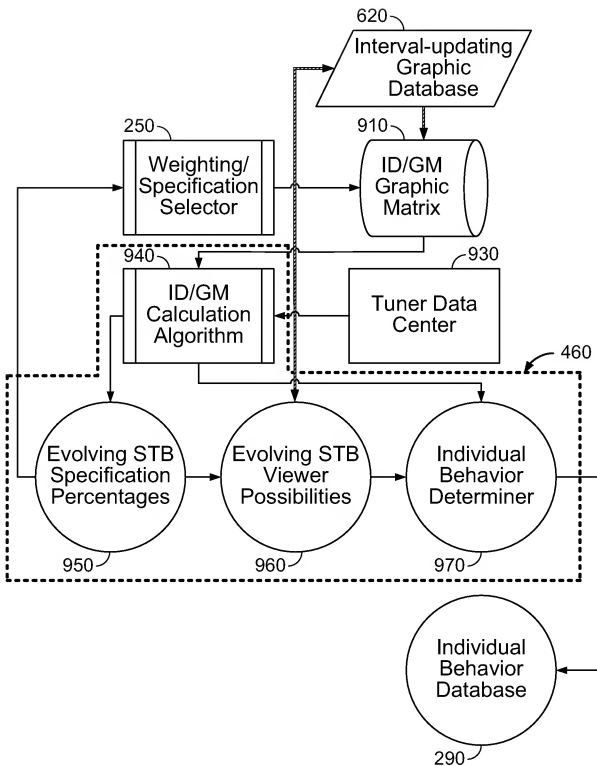 620
Interval-updating
Graphic
Database
250
Weighting/
Specification
Selector
910
ID/GM
Graphic
Matrix
940
ID/GM
Calculation
Algorithm
930
Tuner Data
Center
460
Evolving STB
Specification
Percentages
950
Evolving STB
Viewer
Possibilities
960
Individual
Behavior
Determiner
970
Individual
Behavior
Database
290